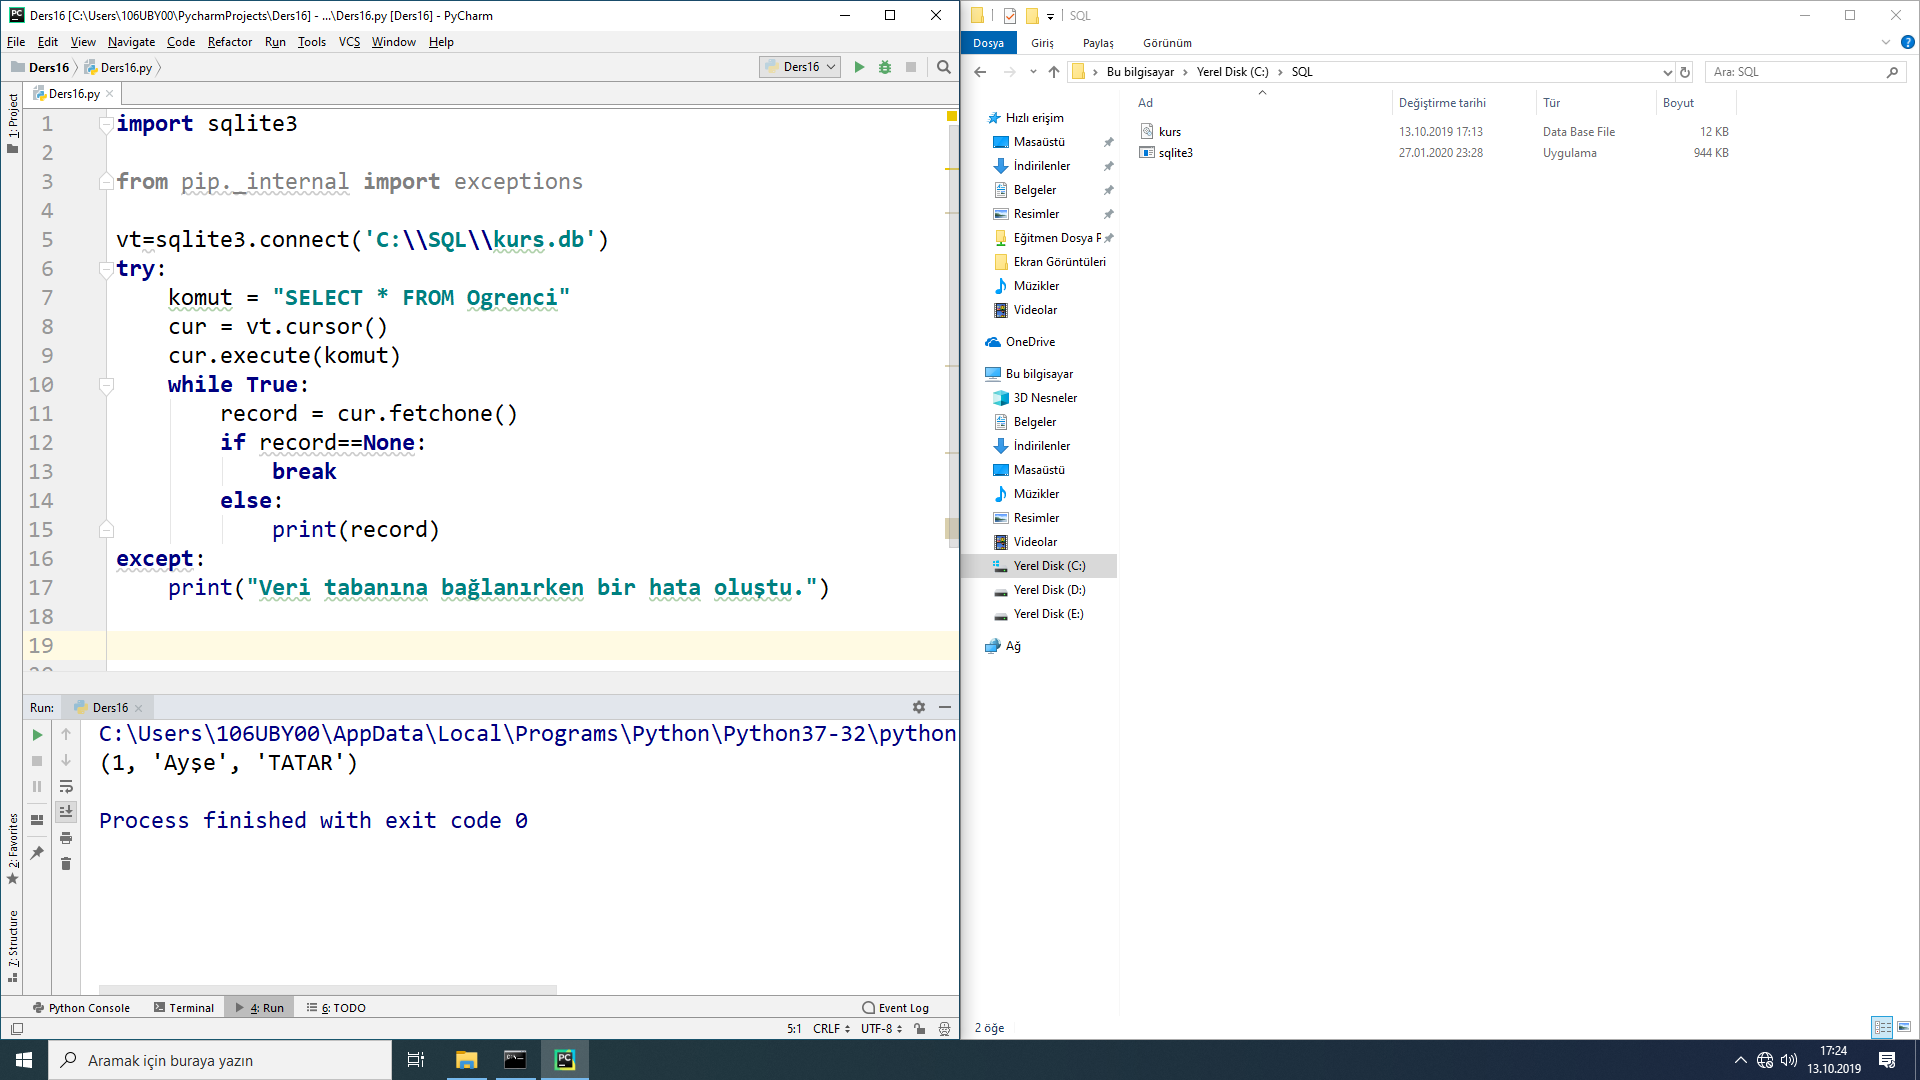 Ders16 [C:\Users\106UBY00\PycharmProjects\Ders16] - ...\Ders16.py [Ders16] - PyCharm
File Edit View Navigate Code Refactor Run Tools VCS Window Help
Ders16 Ders16.py
Ders16
1: Project
Ders16.py
1 import sqlite3
2
3 from pip._internal import exceptions
4
5 vt=sqlite3.connect('C:\\SQL\\kurs.db')
6 try:
7 komut = "SELECT * FROM Ogrenci"
8 cur = vt.cursor()
9 cur.execute(komut)
10 while True:
11 record = cur.fetchone()
12 if record==None:
13 break
14 else:
15 print(record)
16 except:
17 print("Veri tabanına bağlanırken bir hata oluştu.")
18
19
Run: Ders16
C:\Users\106UBY00\AppData\Local\Programs\Python\Python37-32\python
(1, 'Ayşe', 'TATAR')
Process finished with exit code 0
2: Favorites
7: Structure
Python Console Terminal 4: Run 6: TODO Event Log
5:1 CRLF UTF-8
SQL
Dosya Giriş Paylaş Görünüm
Bu bilgisayar Yerel Disk (C:) SQL
Ara: SQL
Ad Değiştirme tarihi Tür Boyut
kurs 13.10.2019 17:13 Data Base File 12 KB
sqlite3 27.01.2020 23:28 Uygulama 944 KB
Hızlı erişim
Masaüstü
İndirilenler
Belgeler
Resimler
Eğitmen Dosya P
Ekran Görüntüleri
Müzikler
Videolar
OneDrive
Bu bilgisayar
3D Nesneler
Belgeler
İndirilenler
Masaüstü
Müzikler
Resimler
Videolar
Yerel Disk (C:)
Yerel Disk (D:)
Yerel Disk (E:)
Ağ
2 öğe
Aramak için buraya yazın
17:24
13.10.2019